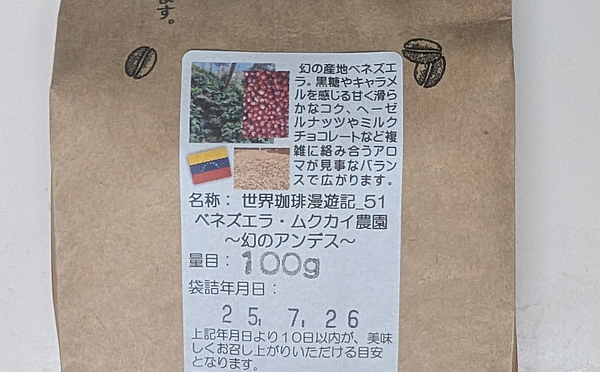 ます。
幻の産地ベネズエ
ラ。黒糖やキャラメ
ルを感じる甘く滑ら
かなコク、ヘーゼ
ルナッツやミルク
チョコレートなど複
雑に絡み合うアロ
マが見事なバラン
スで広がります。
名称：世界珈琲漫遊記_51
ベネズエラ・ムクカイ農園
～幻のアンデス～
量目：100g
袋詰年月日：
25, 7, 26
上記年月日より10日以内が、美味
しくお召し上がりいただける目安
となります。